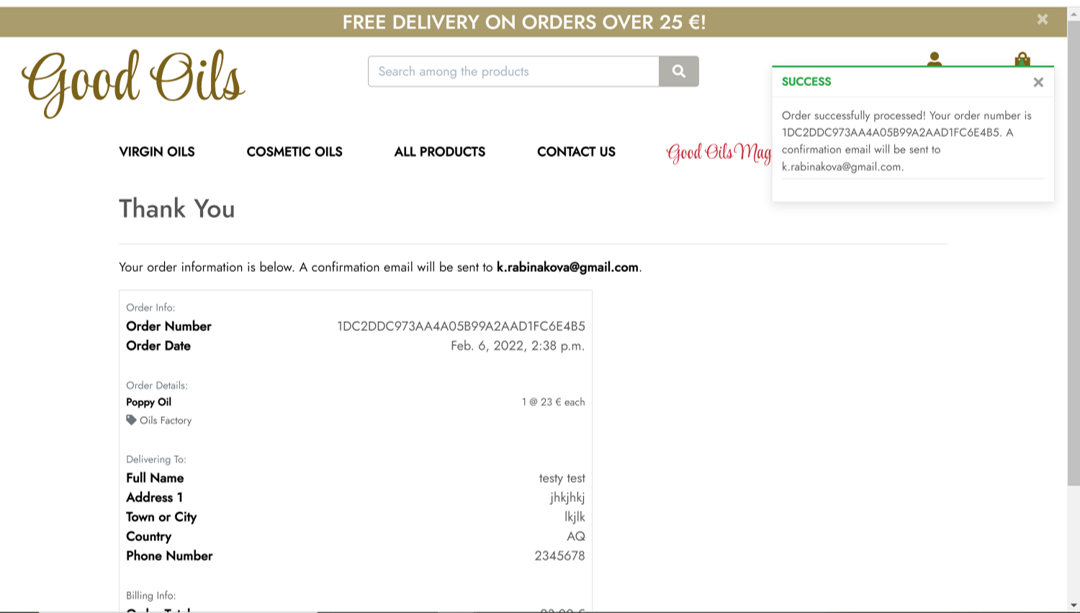 FREE DELIVERY ON ORDERS OVER 25 €!
Good Oils
Search among the products
SUCCESS
Order successfully processed! Your order number is
1DC2DDC973AA4A05B99A2AAD1FC6E4B5. A
confirmation email will be sent to
k.rabinakova@gmail.com.
VIRGIN OILS COSMETIC OILS ALL PRODUCTS CONTACT US Good Oils Mag
Thank You
Your order information is below. A confirmation email will be sent to k.rabinakova@gmail.com.
Order Info:
Order Number 1DC2DDC973AA4A05B99A2AAD1FC6E4B5
Order Date Feb. 6, 2022, 2:38 p.m.
Order Details:
Poppy Oil 1 @ 23 € each
Oils Factory
Delivering To:
Full Name testy test
Address 1 jhkjhkj
Town or City lkjlk
Country AQ
Phone Number 2345678
Billing Info: